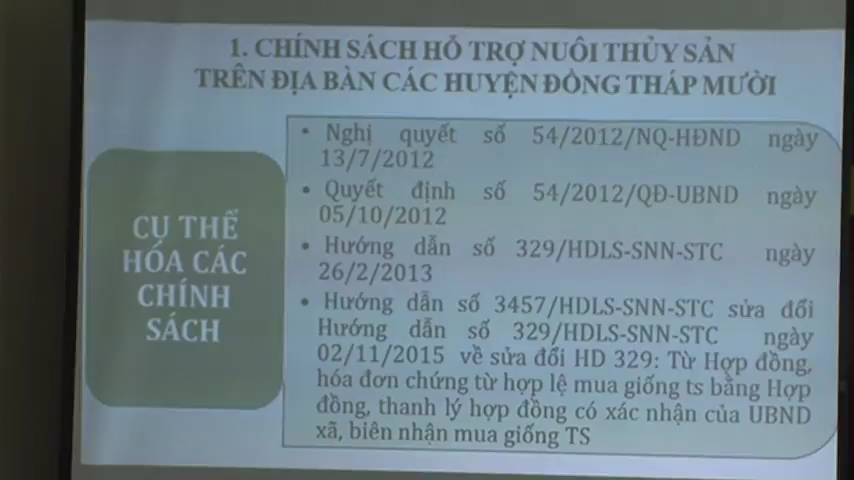 1. CHÍNH SÁCH HỖ TRỢ NUÔI THỦY SẢN
TRÊN ĐỊA BÀN CÁC HUYỆN ĐỒNG THÁP MƯỜI
CỤ THỂ
HÓA CÁC
CHÍNH
SÁCH
• Nghị quyết số 54/2012/NQ-HĐND ngày
13/7/2012
• Quyết định số 54/2012/QĐ-UBND ngày
05/10/2012
• Hướng dẫn số 329/HDLS-SNN-STC ngày
26/2/2013
• Hướng dẫn số 3457/HDLS-SNN-STC sửa đổi
Hướng dẫn số 329/HDLS-SNN-STC ngày
02/11/2015 về sửa đổi HD 329: Từ Hợp đồng,
hóa đơn chứng từ hợp lệ mua giống ts bằng Hợp
đồng, thanh lý hợp đồng có xác nhận của UBND
xã, biên nhận mua giống TS